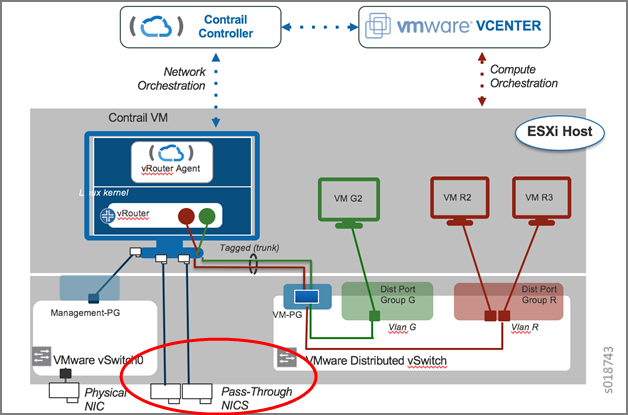 Contrail
Controller
vmware VCENTER
Network
Orchestration
Compute
Orchestration
Contrail VM
ESXi Host
vRouter Agent
Linux kernel
vRouter
VM G2
VM R2
VM R3
Tagged (trunk)
Dist Port
Group G
Dist Port
Group R
Management-PG
VM-PG
Vlan G
Vlan R
VMware vSwitch0
VMware Distributed vSwitch
Physical
NIC
Pass-Through
NICS
s018743